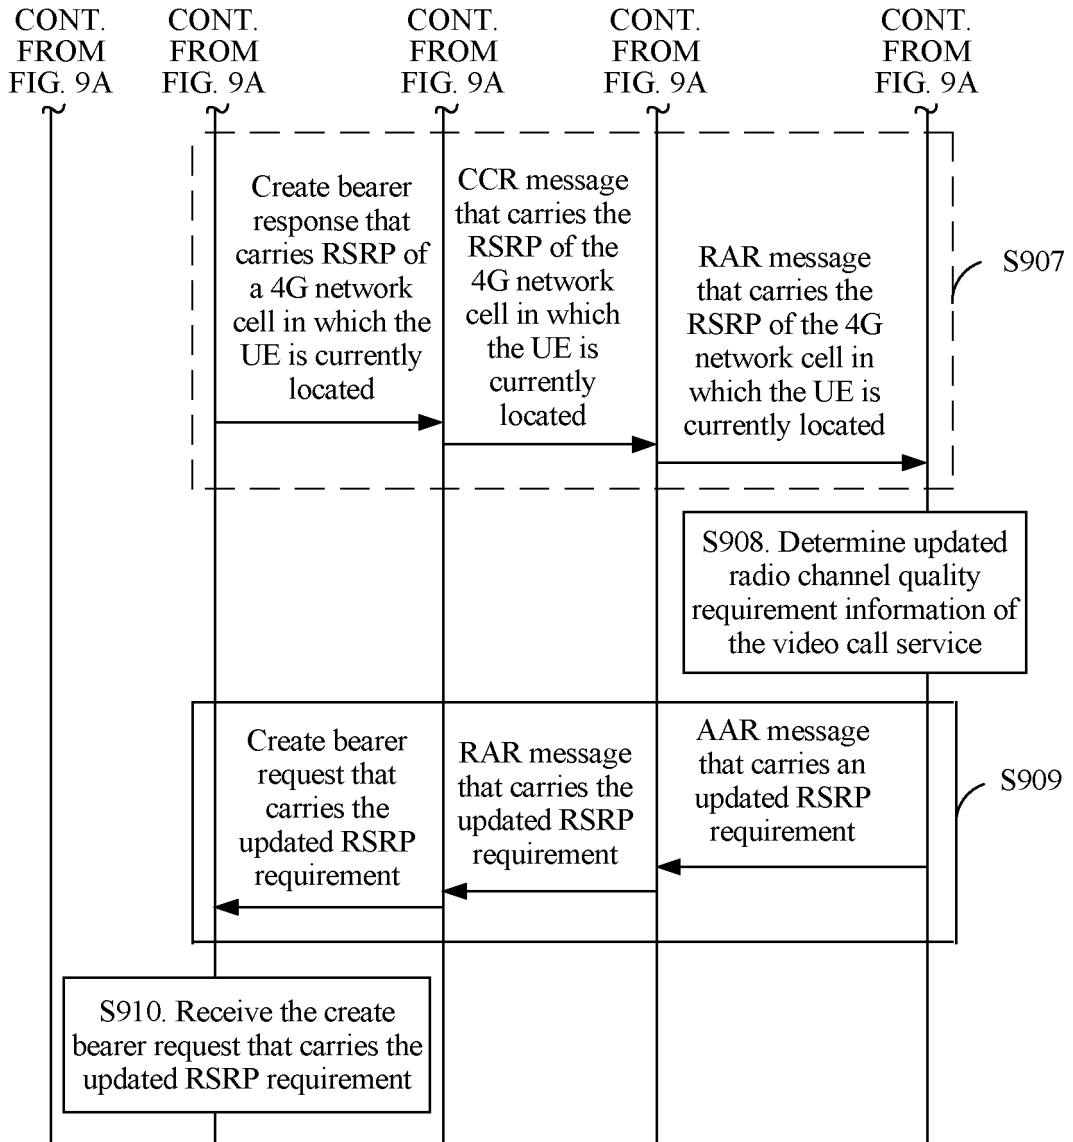 CONT.
FROM
FIG. 9A
CONT.
FROM
FIG. 9A
CONT.
FROM
FIG. 9A
CONT.
FROM
FIG. 9A
CONT.
FROM
FIG. 9A
Create bearer
response that
carries RSRP of
a 4G network
cell in which the
UE is currently
located
CCR message
that carries the
RSRP of the
4G network
cell in which
the UE is
currently
located
RAR message
that carries the
RSRP of the 4G
network cell in
which the UE is
currently located
S907
S908. Determine updated
radio channel quality
requirement information of
the video call service
Create bearer
request that
carries the
updated RSRP
requirement
RAR message
that carries the
updated RSRP
requirement
AAR message
that carries an
updated RSRP
requirement
S909
S910. Receive the create
bearer request that carries the
updated RSRP requirement